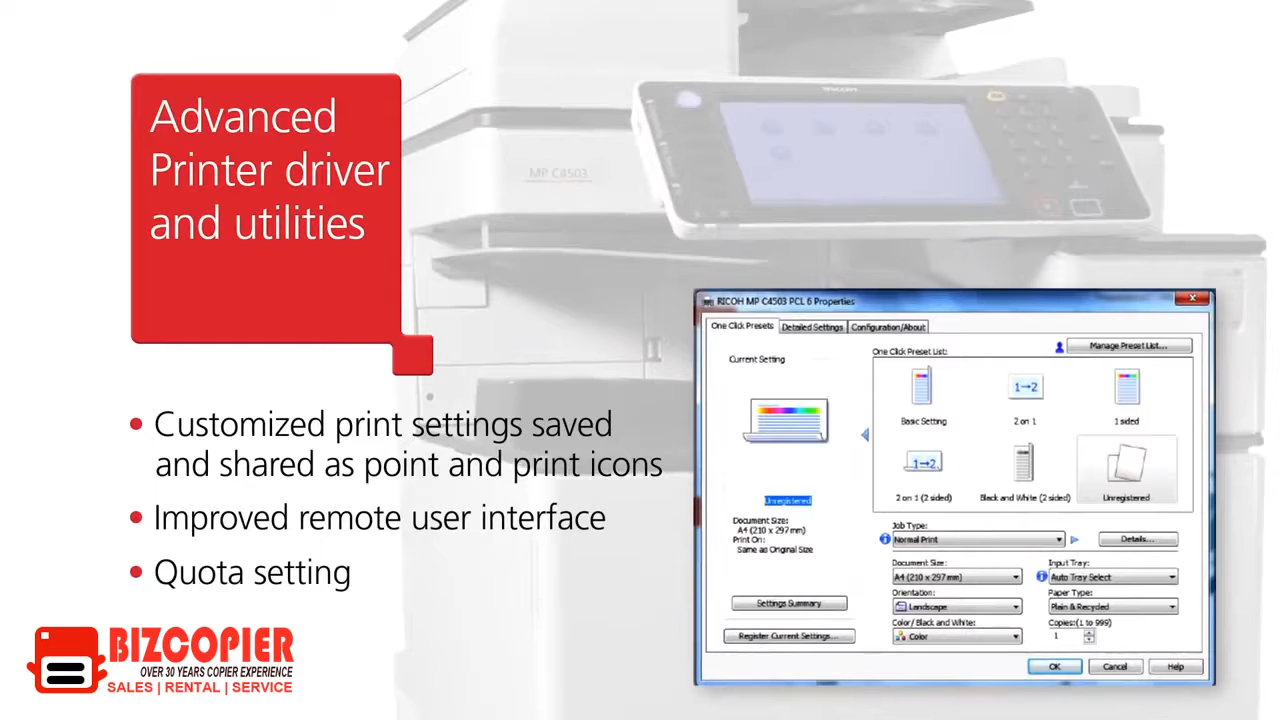 Advanced
Printer driver
and utilities
RICOH
MP C4503
• Customized print settings saved
and shared as point and print icons
• Improved remote user interface
• Quota setting
BIZCOPIER
OVER 30 YEARS COPIER EXPERIENCE
SALES | RENTAL | SERVICE
RICOH MP C4503 PCL 6 Properties
One Click Presets
Detailed Settings
Configuration/About
Current Setting
One Click Preset List:
Manage Preset List...
1→2
Basic Setting
2 on 1
1 sided
1→2
2 on 1 (2 sided)
Black and White (2 sided)
Unregistered
Unregistered
Document Size:
A4 (210 x 297 mm)
Print On:
Same as Original Size
Settings Summary
Register Current Settings...
Job Type:
Normal Print
Details...
Document Size:
A4 (210 x 297 mm)
Input Tray:
Auto Tray Select
Orientation:
Landscape
Paper Type:
Plain & Recycled
Color/ Black and White:
Color
Copies:(1 to 999)
1
OK
Cancel
Help